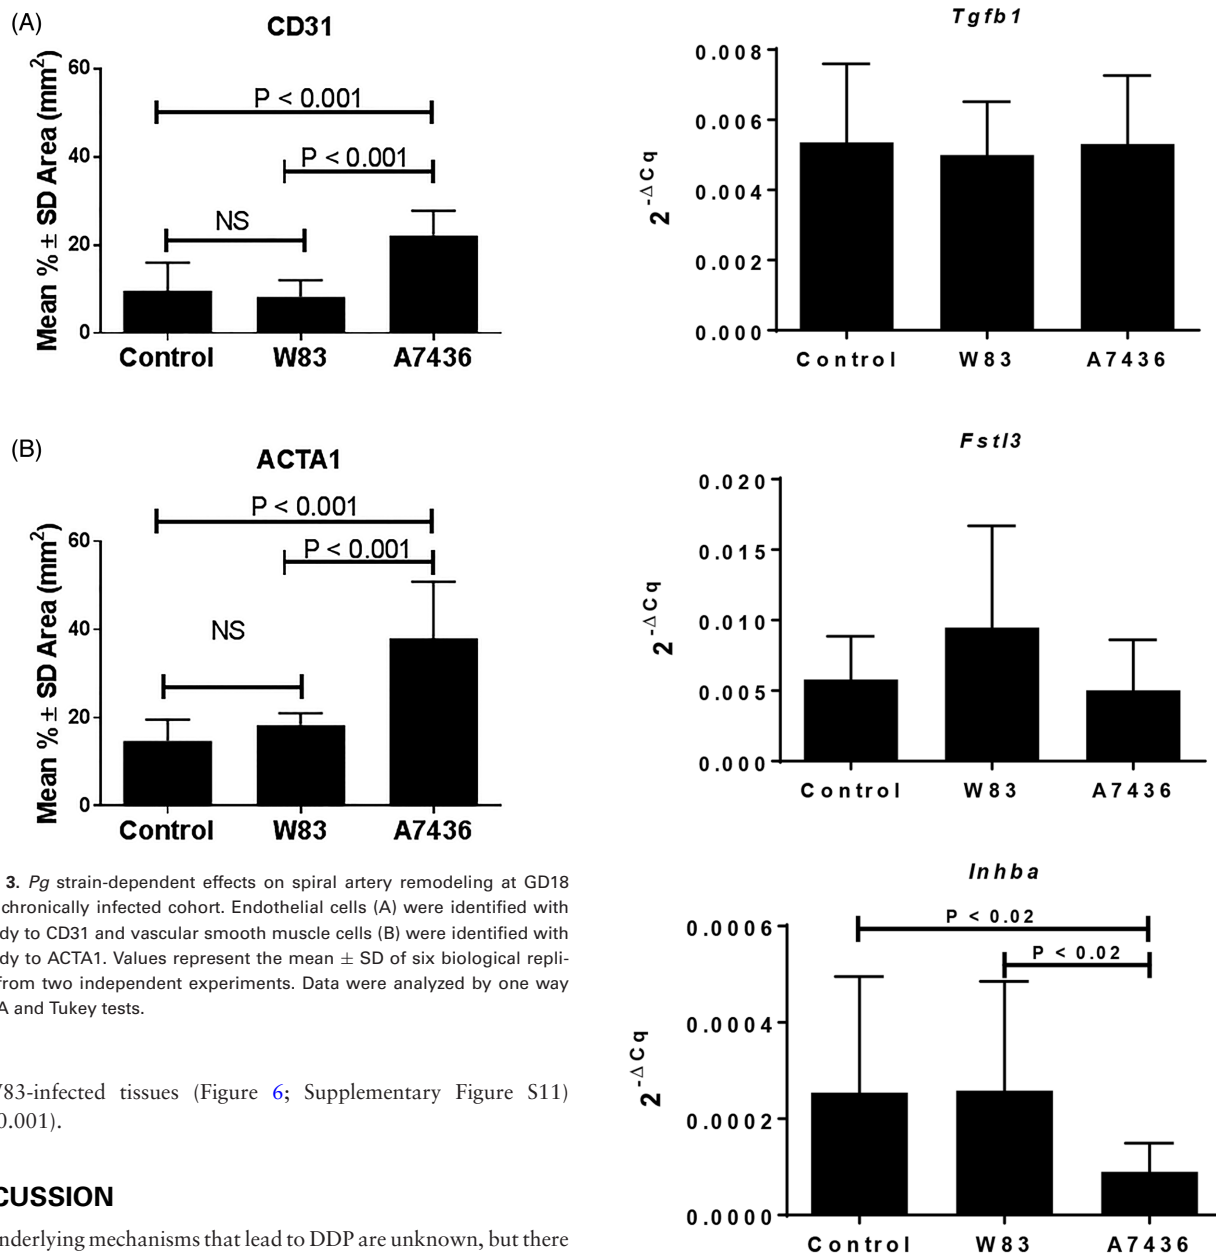 (A)
CD31
Mean % ± SD Area (mm²)
60
40
20
0
P < 0.001
P < 0.001
NS
Control W83 A7436
(B)
ACTA1
Mean % ± SD Area (mm²)
60
40
20
0
P < 0.001
P < 0.001
NS
Control W83 A7436
3. Pg strain-dependent effects on spiral artery remodeling at GD18
chronically infected cohort. Endothelial cells (A) were identified with
dy to CD31 and vascular smooth muscle cells (B) were identified with
dy to ACTA1. Values represent the mean ± SD of six biological repli-
from two independent experiments. Data were analyzed by one way
A and Tukey tests.
/83-infected tissues (Figure 6; Supplementary Figure S11)
0.001).
CUSSION
nderlying mechanisms that lead to DDP are unknown, but there
Tgfb1
2^-ΔCq
0.008
0.006
0.004
0.002
0.000
Control W83 A7436
Fstl3
2^-ΔCq
0.020
0.015
0.010
0.005
0.000
Control W83 A7436
Inhba
2^-ΔCq
0.0006
0.0004
0.0002
0.0000
P < 0.02
P < 0.02
Control W83 A7436